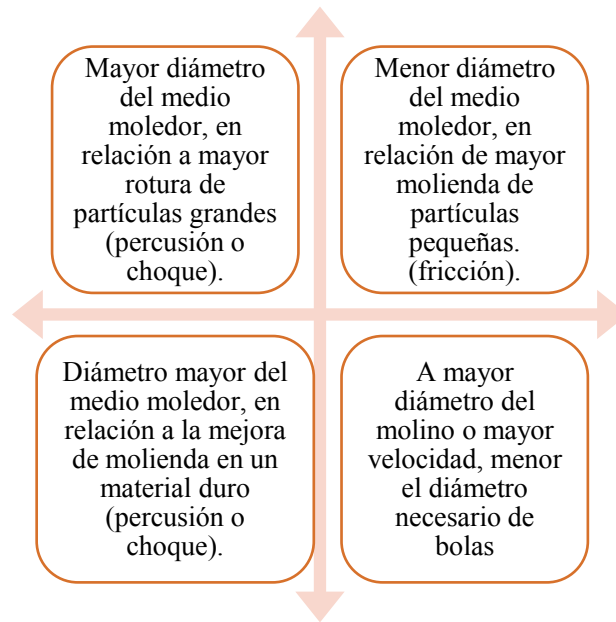 Mayor diámetro
del medio
moledor, en
relación a mayor
rotura de
partículas grandes
(percusión o
choque).
Menor diámetro
del medio
moledor, en
relación de mayor
molienda de
partículas
pequeñas.
(fricción).
Diámetro mayor del
medio moledor, en
relación a la mejora
de molienda en un
material duro
(percusión o
choque).
A mayor
diámetro del
molino o mayor
velocidad, menor
el diámetro
necesario de
bolas